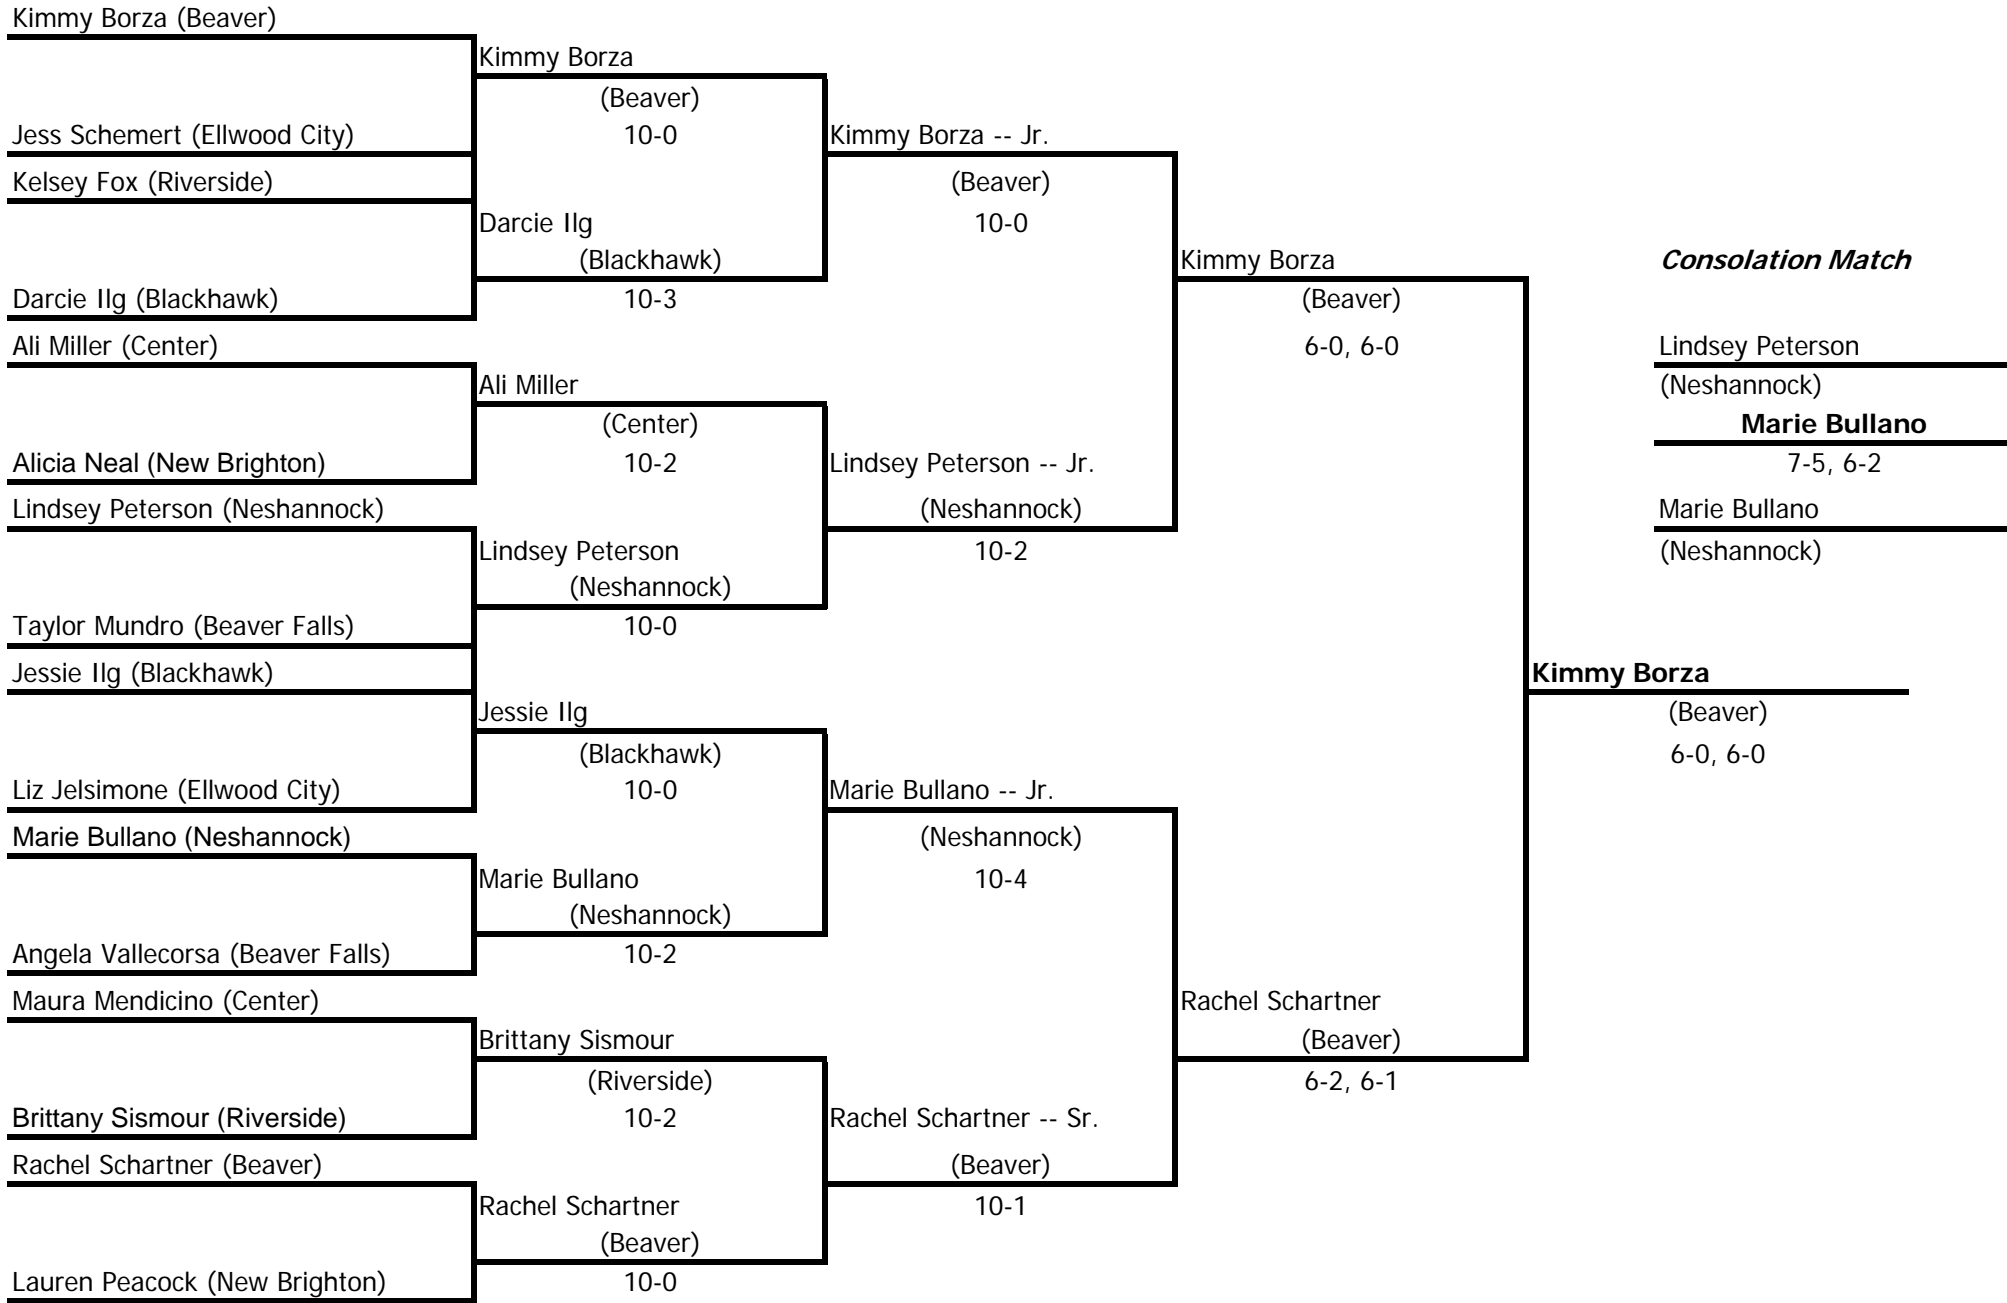 Kimmy Borza (Beaver)
Kimmy Borza
(Beaver)
Jess Schemert (Ellwood City)
10-0
Kimmy Borza -- Jr.
Kelsey Fox (Riverside)
(Beaver)
Darcie Ilg
10-0
(Blackhawk)
Kimmy Borza
Consolation Match
Darcie Ilg (Blackhawk)
10-3
(Beaver)
Ali Miller (Center)
6-0, 6-0
Lindsey Peterson
Ali Miller
(Neshannock)
(Center)
Marie Bullano
Alicia Neal (New Brighton)
10-2
Lindsey Peterson -- Jr.
7-5, 6-2
Lindsey Peterson (Neshannock)
(Neshannock)
Marie Bullano
Lindsey Peterson
10-2
(Neshannock)
(Neshannock)
Taylor Mundro (Beaver Falls)
10-0
Jessie Ilg (Blackhawk)
Kimmy Borza
Jessie Ilg
(Beaver)
(Blackhawk)
6-0, 6-0
Liz Jelsimone (Ellwood City)
10-0
Marie Bullano -- Jr.
Marie Bullano (Neshannock)
(Neshannock)
Marie Bullano
10-4
(Neshannock)
Angela Vallecorsa (Beaver Falls)
10-2
Maura Mendicino (Center)
Rachel Schartner
Brittany Sismour
(Beaver)
(Riverside)
6-2, 6-1
Brittany Sismour (Riverside)
10-2
Rachel Schartner -- Sr.
Rachel Schartner (Beaver)
(Beaver)
Rachel Schartner
10-1
(Beaver)
Lauren Peacock (New Brighton)
10-0